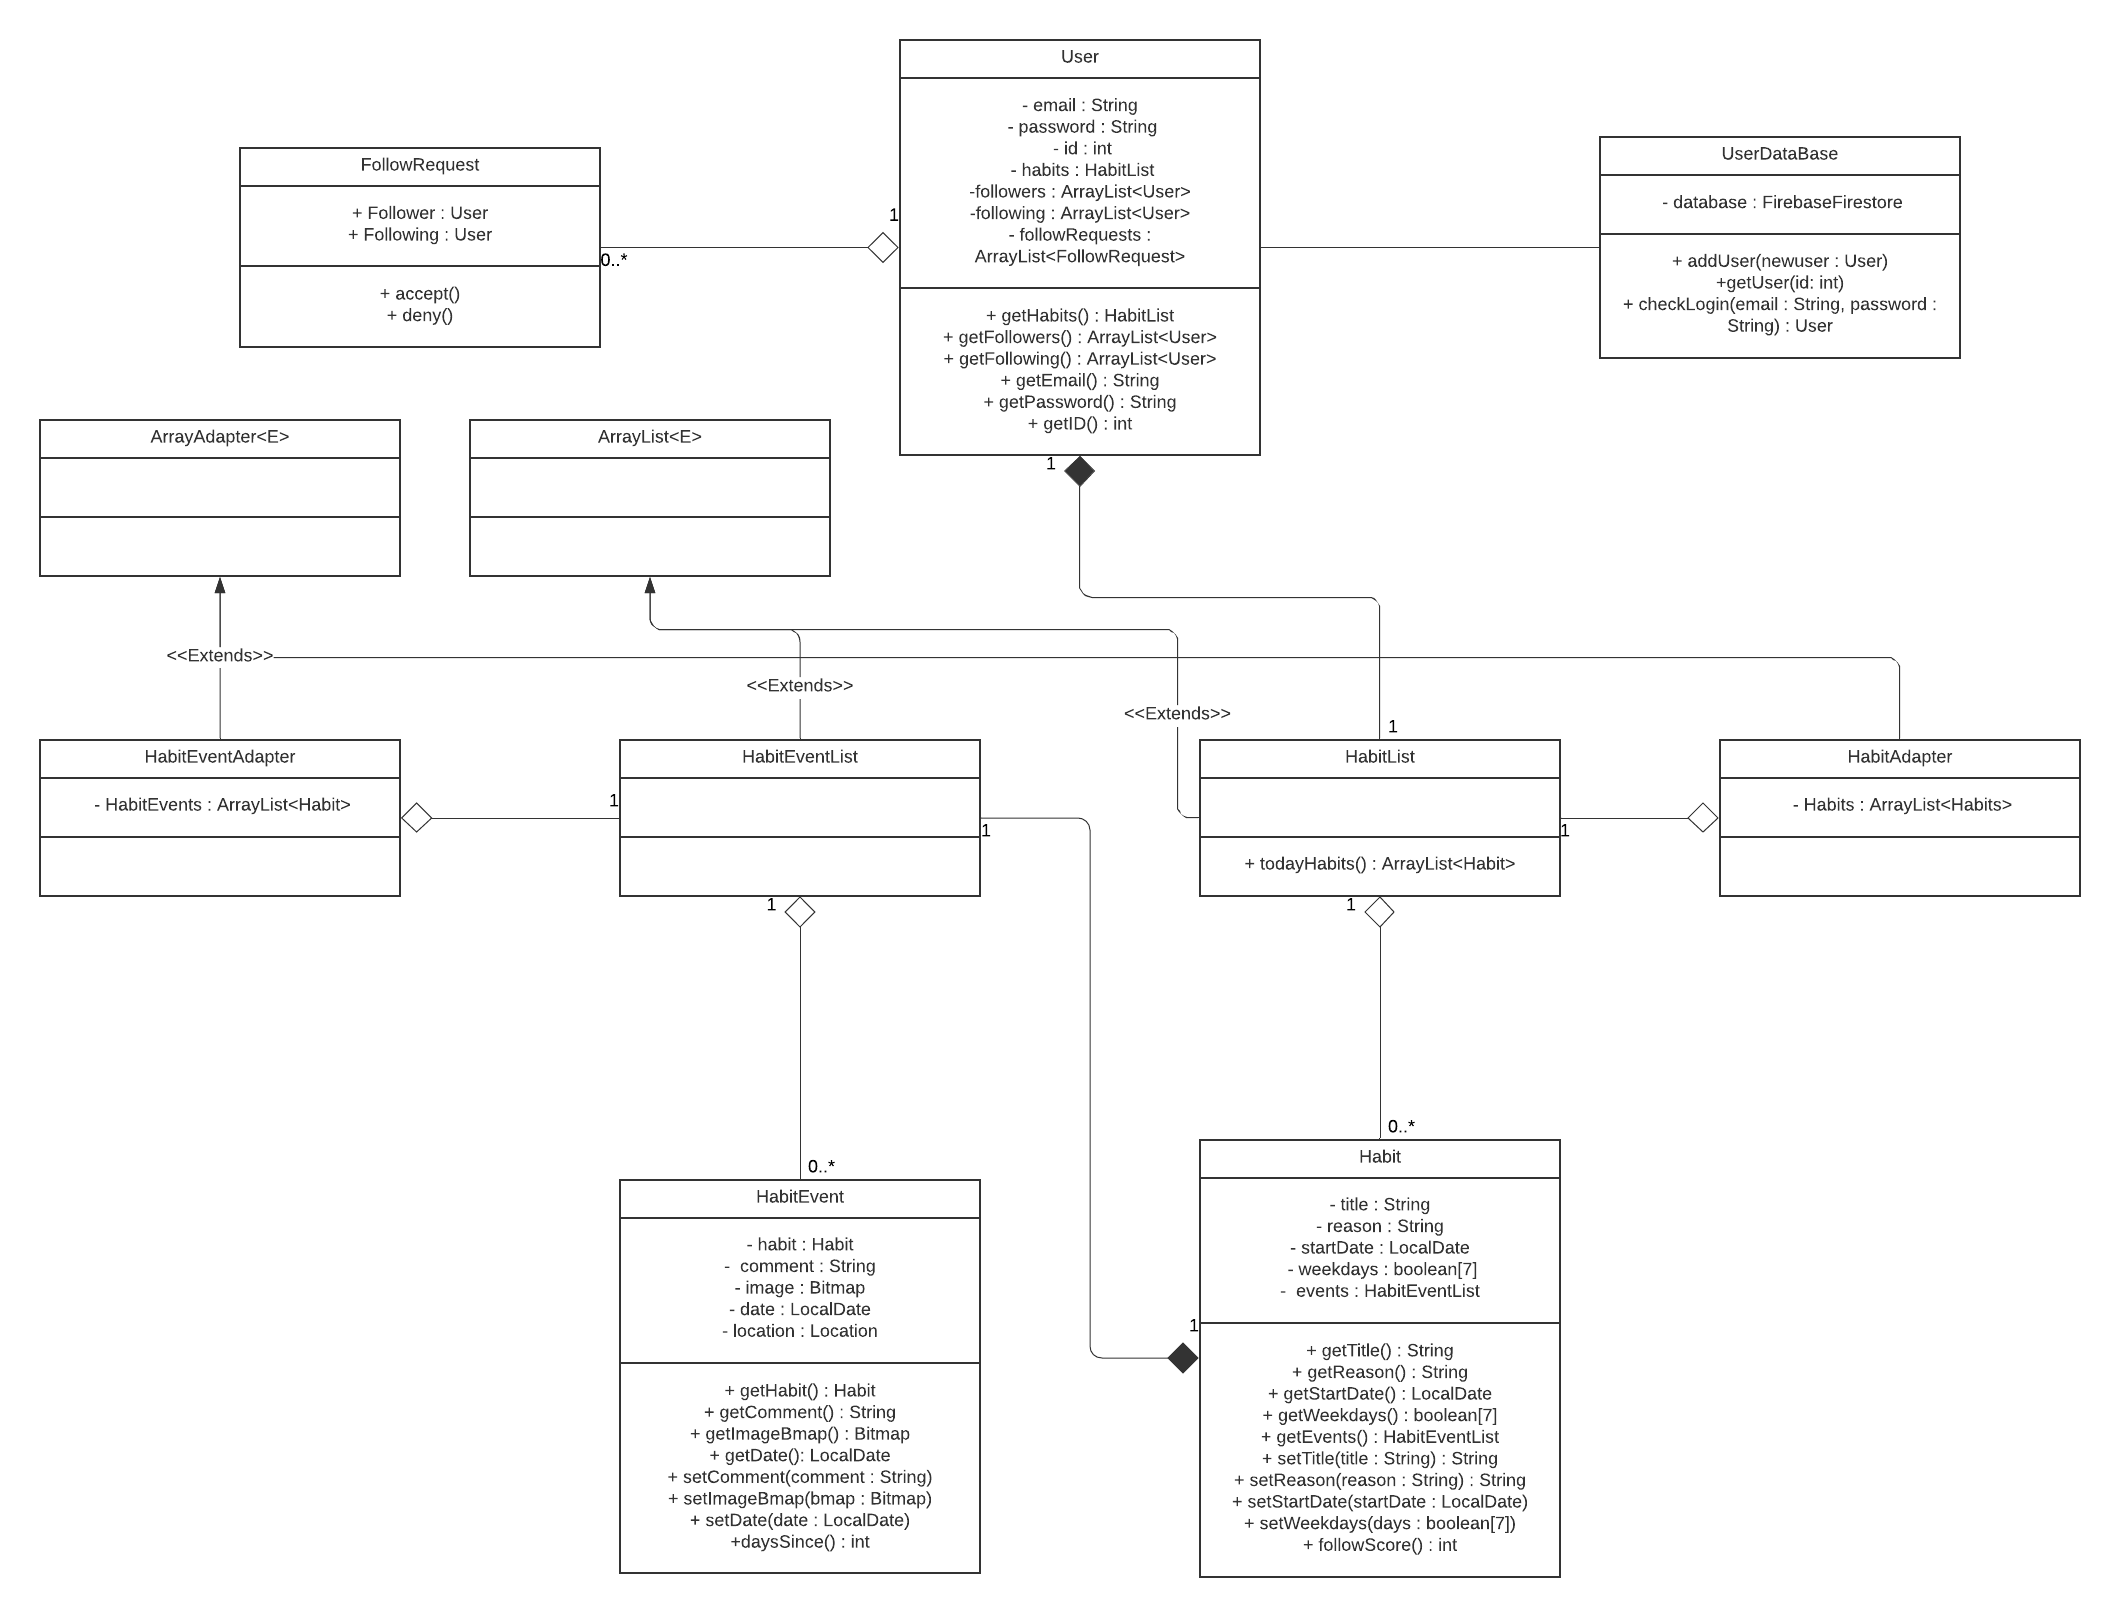 User
- email : String
- password : String
- id : int
- habits : HabitList
-followers : ArrayList<User>
-following : ArrayList<User>
- followRequests :
ArrayList<FollowRequest>
+ getHabits() : HabitList
+ getFollowers() : ArrayList<User>
+ getFollowing() : ArrayList<User>
+ getEmail() : String
+ getPassword() : String
+ getID() : int
FollowRequest
+ Follower : User
+ Following : User
+ accept()
+ deny()
0..*
1
UserDataBase
- database : FirebaseFirestore
+ addUser(newuser : User)
+getUser(id: int)
+ checkLogin(email : String, password :
String) : User
ArrayAdapter<E>
ArrayList<E>
1
<<Extends>>
<<Extends>>
<<Extends>>
1
HabitEventAdapter
- HabitEvents : ArrayList<Habit>
1
HabitEventList
1
1
HabitList
+ todayHabits() : ArrayList<Habit>
1
1
HabitAdapter
- Habits : ArrayList<Habits>
0..*
HabitEvent
- habit : Habit
-  comment : String
- image : Bitmap
- date : LocalDate
- location : Location
+ getHabit() : Habit
+ getComment() : String
+ getImageBmap() : Bitmap
+ getDate(): LocalDate
+ setComment(comment : String)
+ setImageBmap(bmap : Bitmap)
+ setDate(date : LocalDate)
+daysSince() : int
0..*
1
Habit
- title : String
- reason : String
- startDate : LocalDate
- weekdays : boolean[7]
-  events : HabitEventList
+ getTitle() : String
+ getReason() : String
+ getStartDate() : LocalDate
+ getWeekdays() : boolean[7]
+ getEvents() : HabitEventList
+ setTitle(title : String) : String
+ setReason(reason : String) : String
+ setStartDate(startDate : LocalDate)
+ setWeekdays(days : boolean[7])
+ followScore() : int